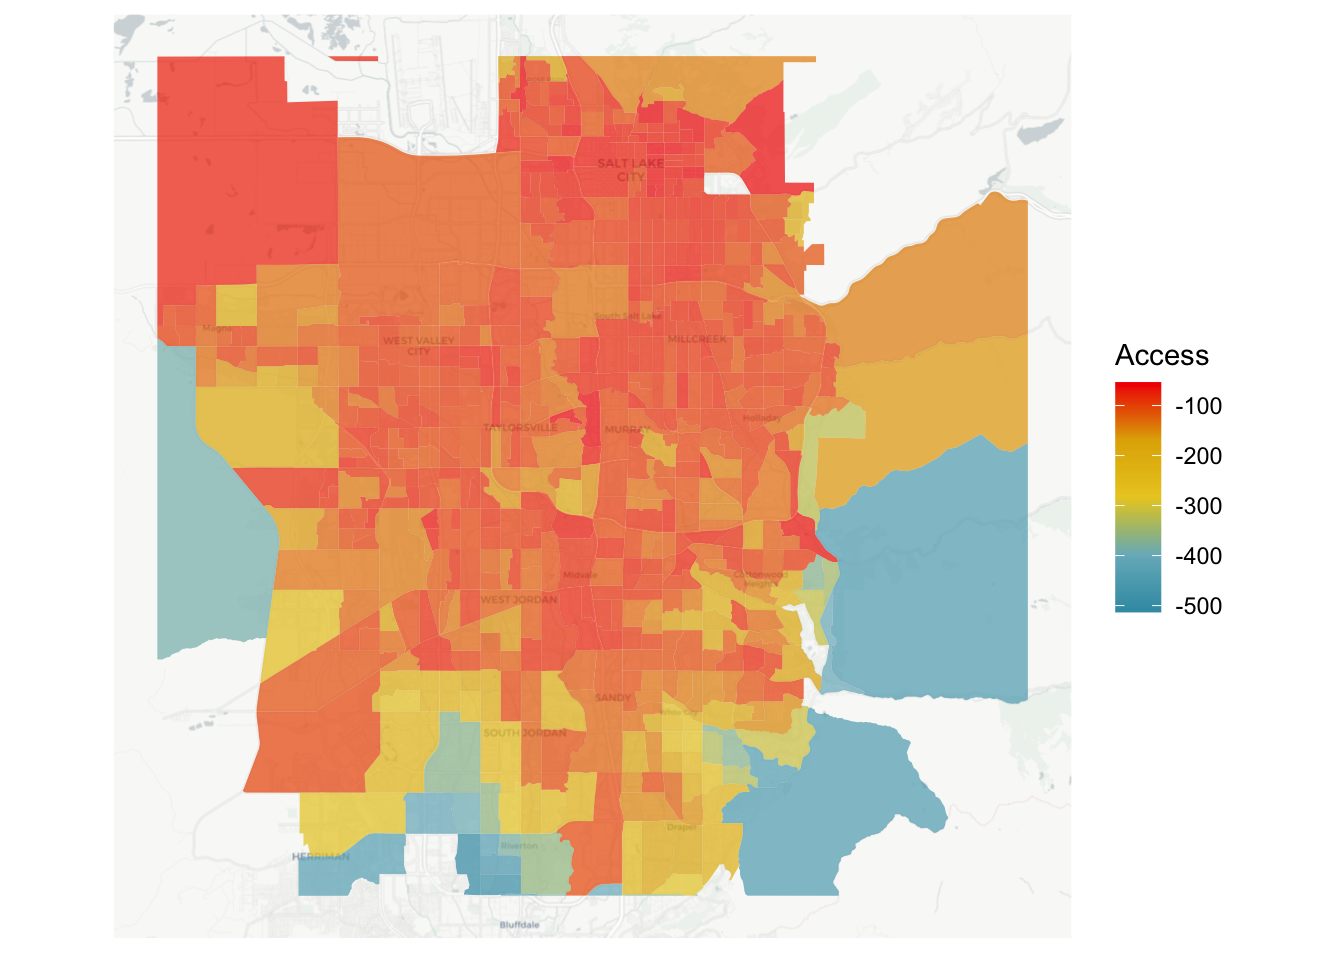 SALT LAKE
CITY
Magna
South Salt Lake
WEST VALLEY
CITY
MILLCREEK
Holladay
TAYLORSVILLE
MURRAY
Midvale
Cottonwood
Heights
WEST JORDAN
SANDY
SOUTH JORDAN
Draper
Riverton
HERRIMAN
Bluffdale
Access
-100
-200
-300
-400
-500